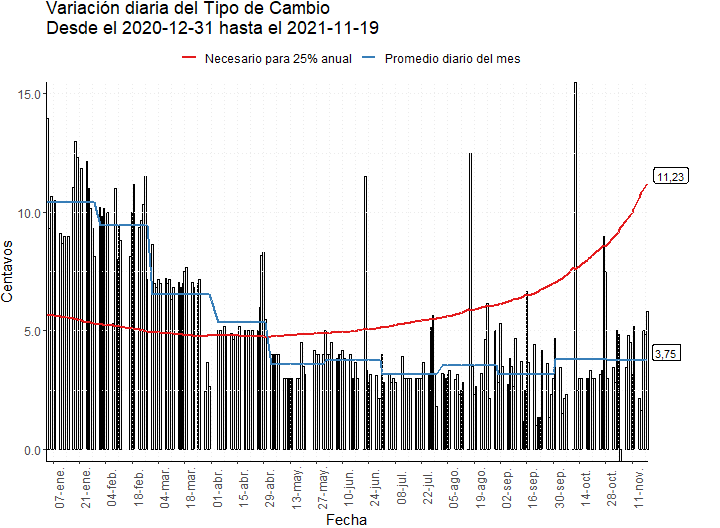 Variación diaria del Tipo de Cambio
Desde el 2020-12-31 hasta el 2021-11-19
Necesario para 25% anual
Promedio diario del mes
Centavos
15.0
10.0
5.0
0.0
11,23
3,75
07-ene.
21-ene.
04-feb.
18-feb.
04-mar.
18-mar.
01-abr.
15-abr.
29-abr.
13-may.
27-may.
10-jun.
24-jun.
08-jul.
22-jul.
05-ago.
19-ago.
02-sep.
16-sep.
30-sep.
14-oct.
28-oct.
11-nov.
Fecha